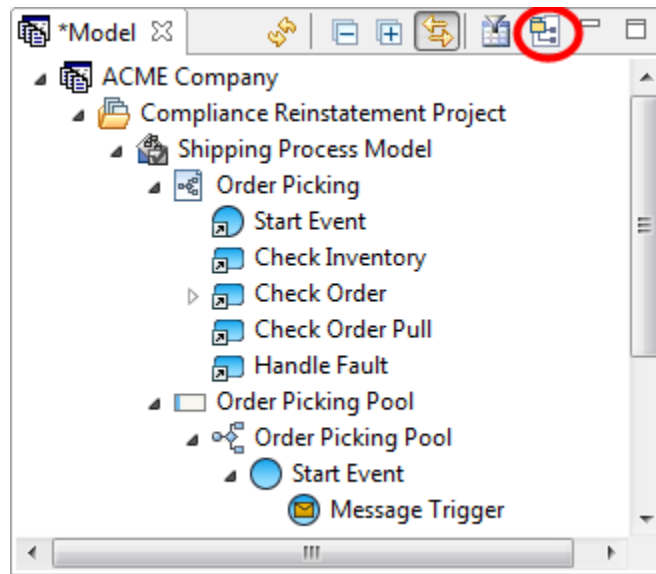 *Model
ACME Company
Compliance Reinstatement Project
Shipping Process Model
Order Picking
Start Event
Check Inventory
Check Order
Check Order Pull
Handle Fault
Order Picking Pool
Order Picking Pool
Start Event
Message Trigger